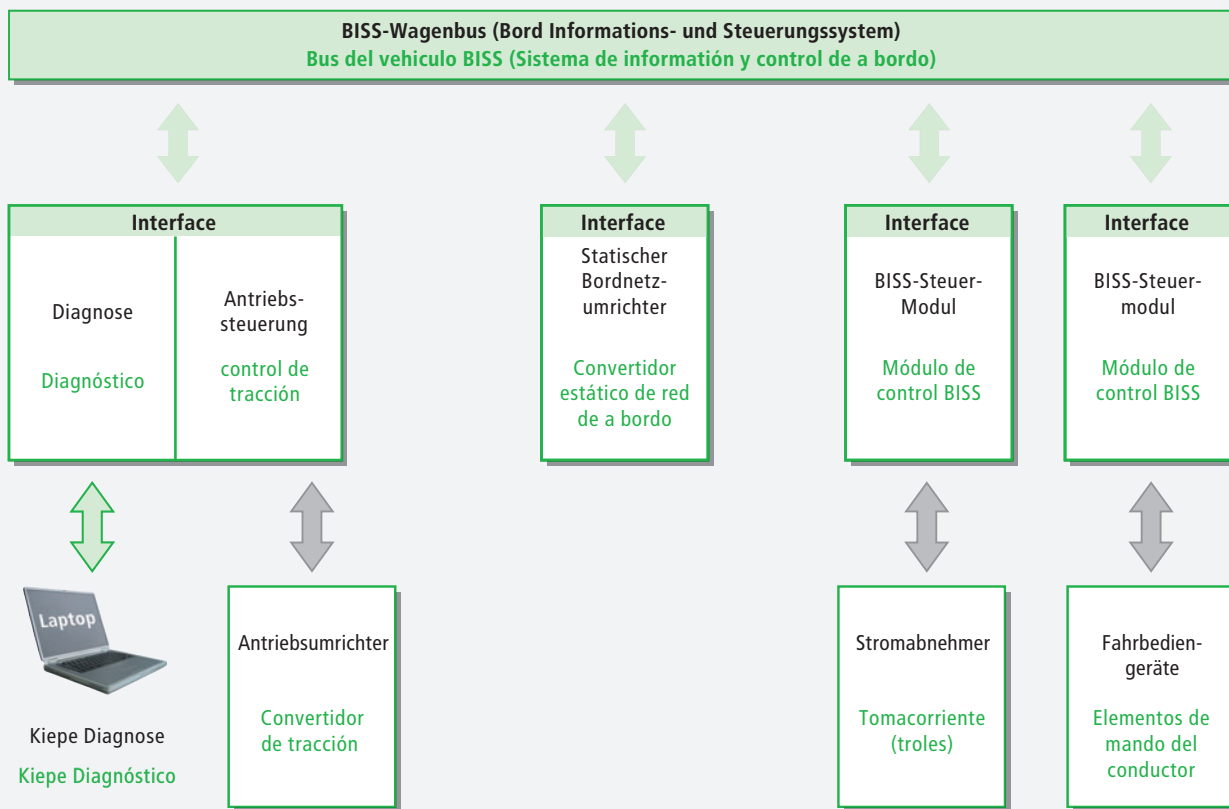 BISS-Wagenbus (Bord Informations- und Steuerungssystem)
Bus del vehiculo BISS (Sistema de informatión y control de a bordo)
Interface
Diagnose
Diagnóstico
Antriebs-
steuerung
control de
tracción
Interface
Statischer
Bordnetz-
umrichter
Convertidor
estático de red
de a bordo
Interface
BISS-Steuer-
Modul
Módulo de
control BISS
Interface
BISS-Steuer-
modul
Módulo de
control BISS
Laptop
Kiepe Diagnose
Kiepe Diagnóstico
Antriebsumrichter
Convertidor
de tracción
Stromabnehmer
Tomacorriente
(troles)
Fahrbedien-
geräte
Elementos de
mando del
conductor